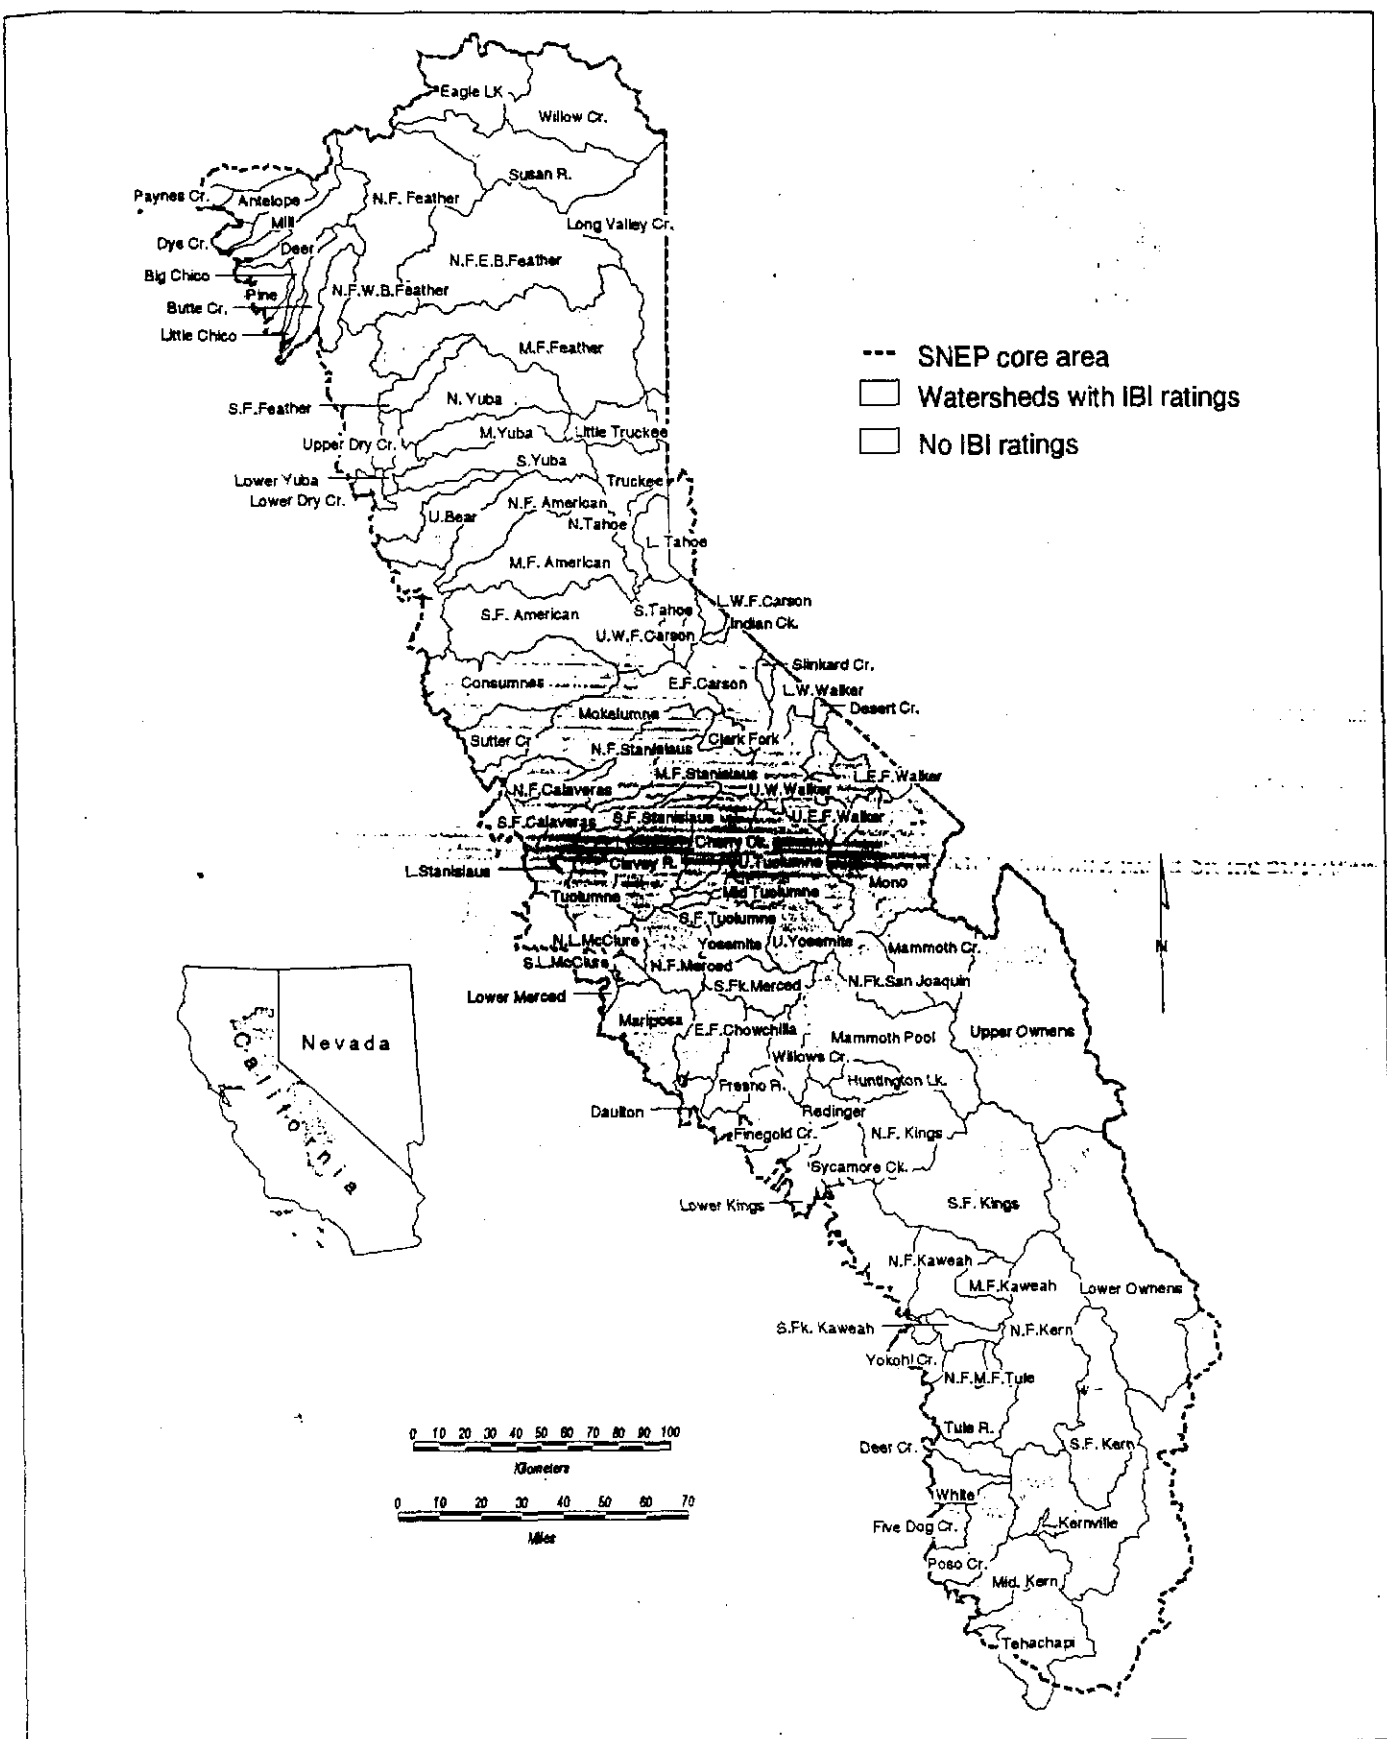 Eagle LK
Willow Cr.
Susan R.
Paynes Cr.
Antelope
N.F. Feather
Mill
Long Valley Cr.
Dye Cr.
Deer
N.F.E.B.Feather
Big Chico
Pine
N.F.W.B.Feather
Butte Cr.
Little Chico
M.F.Feather
SNEP core area
Watersheds with IBI ratings
No IBI ratings
S.F.Feather
N. Yuba
M.Yuba
Little Truckee
Upper Dry Cr.
S.Yuba
Lower Yuba
Truckee
Lower Dry Cr.
N.F. American
U.Bear
N.Tahoe
L. Tahoe
M.F. American
L.W.F.Carson
S.F. American
S.Tahoe
Indian Ck.
U.W.F.Carson
Slinkard Cr.
Consumnes
E.F.Carson
L.W.Walker
Desert Cr.
Mokelumne
Sutter Cr
Clark Fork
N.F.Stanislaus
M.F.Stanislaus
L.E.F.Walker
N.F.Calaveras
U.W.Walker
S.F.Calaveras
S.F.Stanislaus
U.E.F.Walker
Cherry Ck.
Clavey R.
U.Tuolumne
L.Stanislaus
Mono
Tuolumne
Mid Tuolumne
S.F.Tuolumne
N.L.McClure
Yosemite
U.Yosemite
Mammoth Cr.
N
S.L.McClure
N.F.Merced
S.Fk.Merced
N.Fk.San Joaquin
Lower Merced
Mariposa
E.F.Chowchilla
Mammoth Pool
Upper Owens
Nevada
California
Willows Cr.
Fresno R.
Huntington Lk.
Daulton
Redinger
Finegold Cr.
N.F. Kings
Sycamore Ck.
Lower Kings
S.F. Kings
N.F.Kaweah
M.F.Kaweah
Lower Owens
S.Fk. Kaweah
N.F.Kern
Yokohl Cr.
N.F.M.F.Tule
Tule R.
Deer Cr.
S.F. Kern
0 10 20 30 40 50 60 70 80 90 100
Kilometers
0 10 20 30 40 50 60 70
Miles
White
Five Dog Cr.
Kernville
Poso Cr.
Mid. Kern
Tehachapi